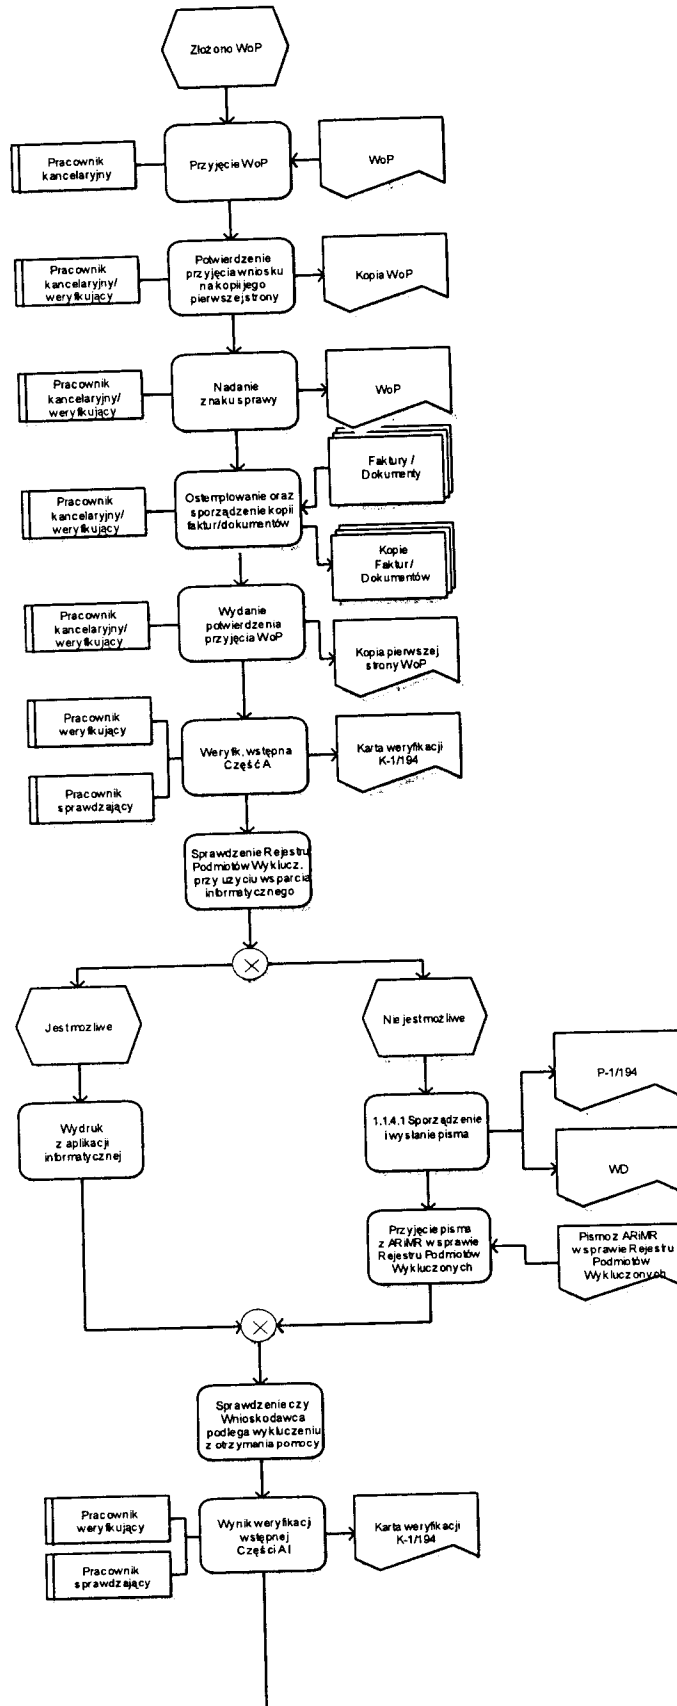 Złożono WoP
Pracownik
kancelaryjny
Przyjęcie WoP
WoP
Pracownik
kancelaryjny/
weryfikujący
Potwierdzenie
przyjęcia wniosku
na kopii jego
pierwszej strony
Kopia WoP
Pracownik
kancelaryjny/
weryfikujący
Nadanie
znaku sprawy
WoP
Pracownik
kancelaryjny/
weryfikujący
Ostemplowanie oraz
sporządzenie kopii
faktur/dokumentów
Faktury /
Dokumenty
Kopie
Faktur /
Dokumentów
Pracownik
kancelaryjny/
weryfikujący
Wydanie
potwierdzenia
przyjęcia WoP
Kopia pierwszej
strony WoP
Pracownik
weryfikujący
Pracownik
sprawdzający
Weryfik. wstępna
Część A
Karta weryfikacji
K-1/194
Sprawdzenie Rejestru
Podmiotów Wyklucz.
przy użyciu wsparcia
informatycznego
Jest możliwe
Nie jest możliwe
Wydruk
z aplikacji
informatycznej
1.1.4.1 Sporządzenie
i wysłanie pisma
P-1/194
WD
Przyjęcie pisma
z ARiMR w sprawie
Rejestru Podmiotów
Wykluczonych
Pismo z ARiMR
w sprawie Rejestru
Podmiotów
Wykluczonych
Sprawdzenie czy
Wnioskodawca
podlega wykluczeniu
z otrzymania pomocy
Pracownik
weryfikujący
Pracownik
sprawdzający
Wynik weryfikacji
wstępnej
Części A I
Karta weryfikacji
K-1/194